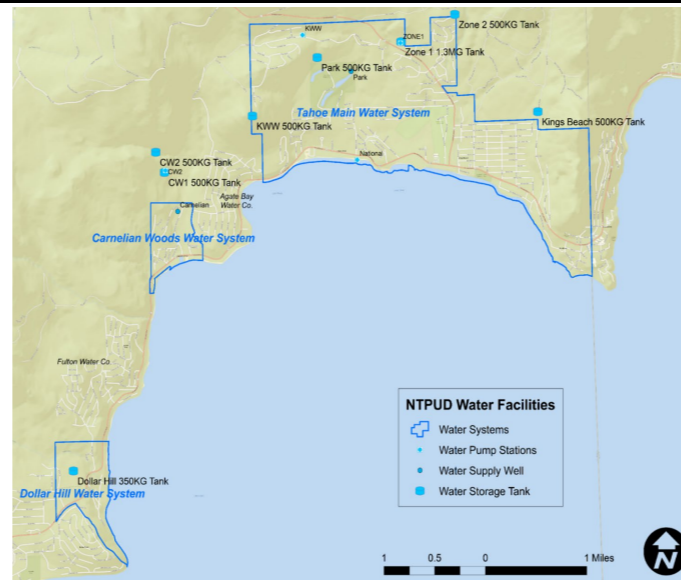 Zone 2 500KG Tank
KWW
ZONE1
Zone 1 1.3MG Tank
Park 500KG Tank
Park
Tahoe Main Water System
KWW 500KG Tank
Kings Beach 500KG Tank
National
CW2 500KG Tank
CW2
CW1 500KG Tank
Agate Bay
Water Co.
Carnelian
Carnelian Woods Water System
Fulton Water Co.
NTPUD Water Facilities
Water Systems
Water Pump Stations
Water Supply Well
Water Storage Tank
Dollar Hill 350KG Tank
Dollar Hill Water System
1 0.5 0 1 Miles
N